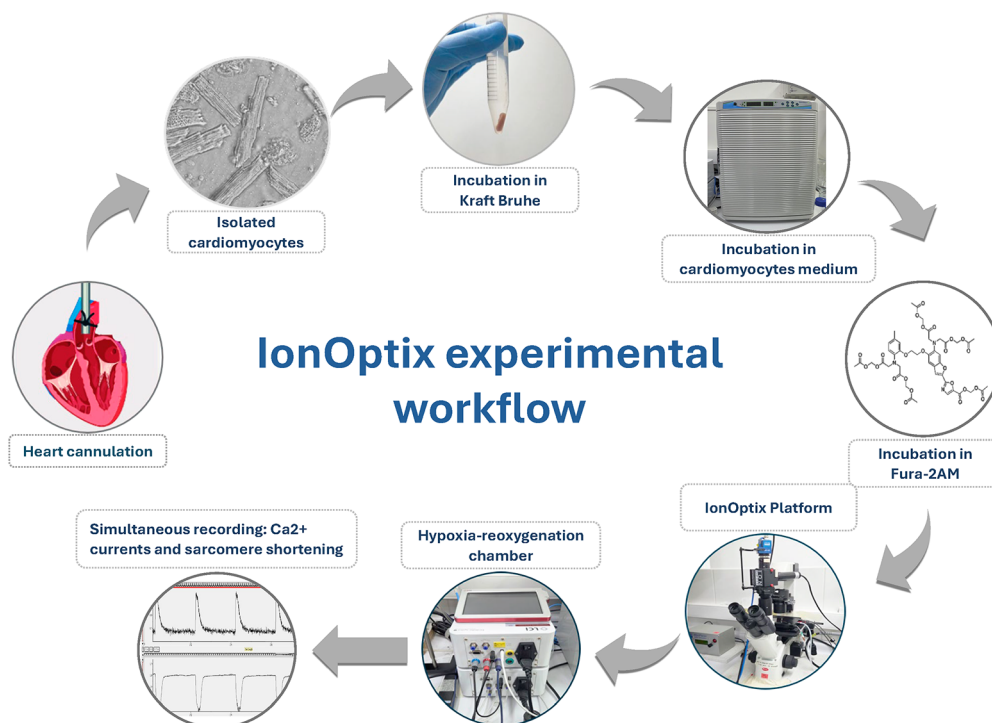 Incubation in
Kraft Bruhe
Isolated
cardiomyocytes
Incubation in
cardiomyocytes medium
IonOptix experimental
workflow
Heart cannulation
Incubation in
Fura-2AM
IonOptix Platform
Simultaneous recording: Ca2+
currents and sarcomere shortening
Hypoxia-reoxygenation
chamber